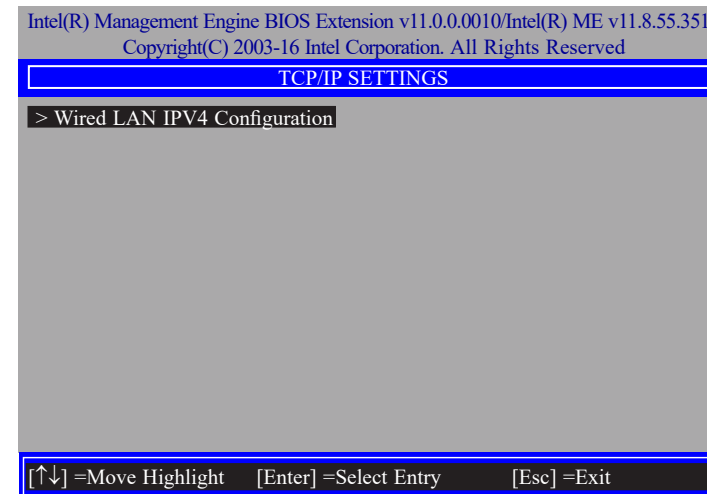 Intel(R) Management Engine BIOS Extension v11.0.0.0010/Intel(R) ME v11.8.55.351
Copyright(C) 2003-16 Intel Corporation. All Rights Reserved
TCP/IP SETTINGS
> Wired LAN IPV4 Configuration
[↑↓] =Move Highlight [Enter] =Select Entry [Esc] =Exit